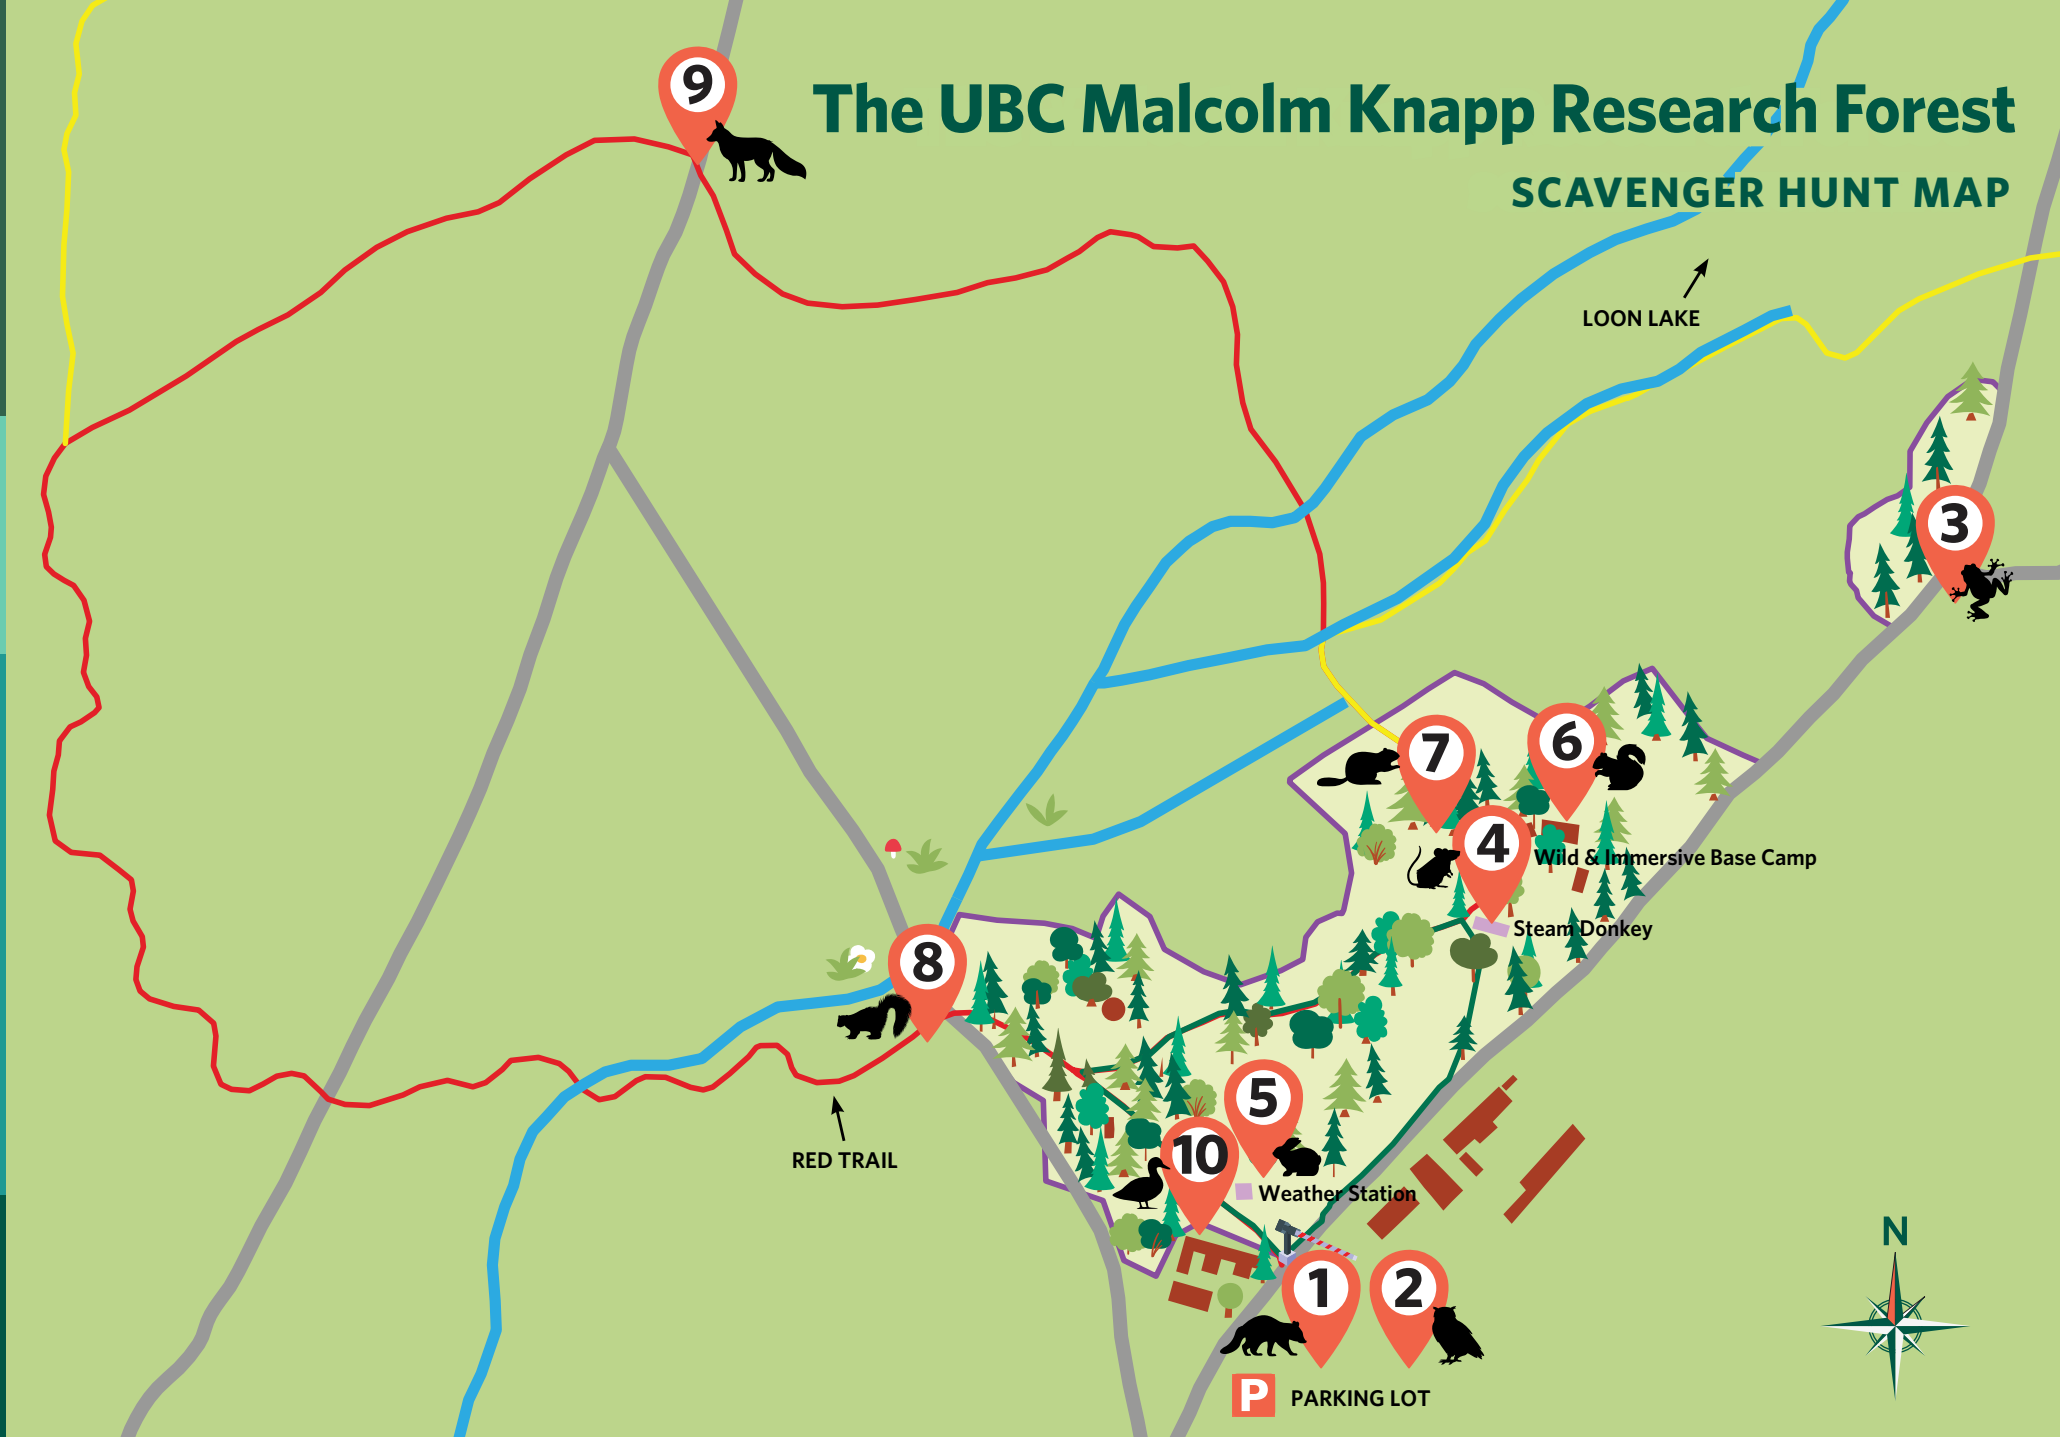 The UBC Malcolm Knapp Research Forest
SCAVENGER HUNT MAP
9
LOON LAKE
3
7
6
4
Wild & Immersive Base Camp
Steam Donkey
8
RED TRAIL
5
10
Weather Station
N
1
2
P PARKING LOT